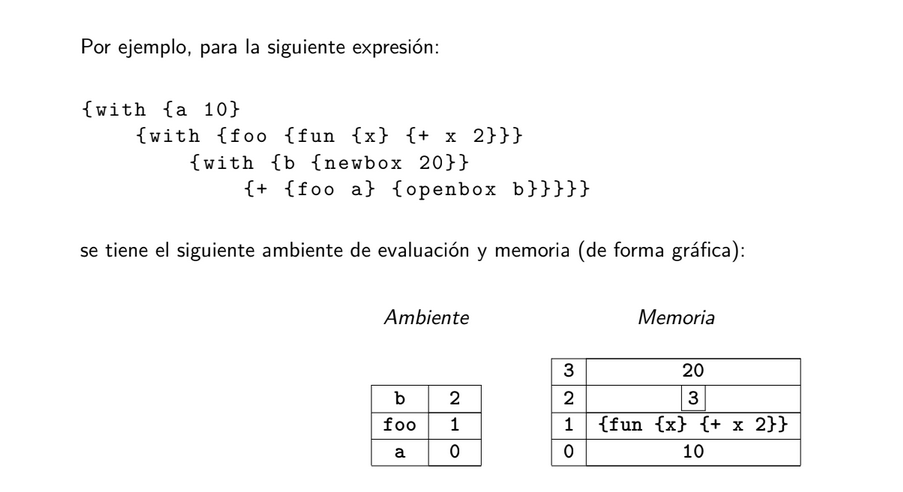 Por ejemplo, para la siguiente expresión:
{with {a 10}
{with {foo {fun {x} {+ x 2}}}
{with {b {newbox 20}}
{+ {foo a} {openbox b}}}}}
se tiene el siguiente ambiente de evaluación y memoria (de forma gráfica):
Ambiente Memoria
3 20
b 2 2 3
foo 1 1 {fun {x} {+ x 2}}
a 0 0 10